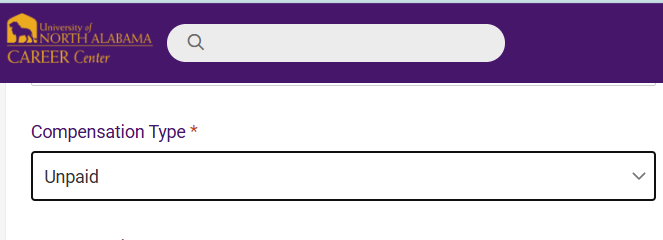 University of
NORTH ALABAMA
CAREER Center
Compensation Type *
Unpaid